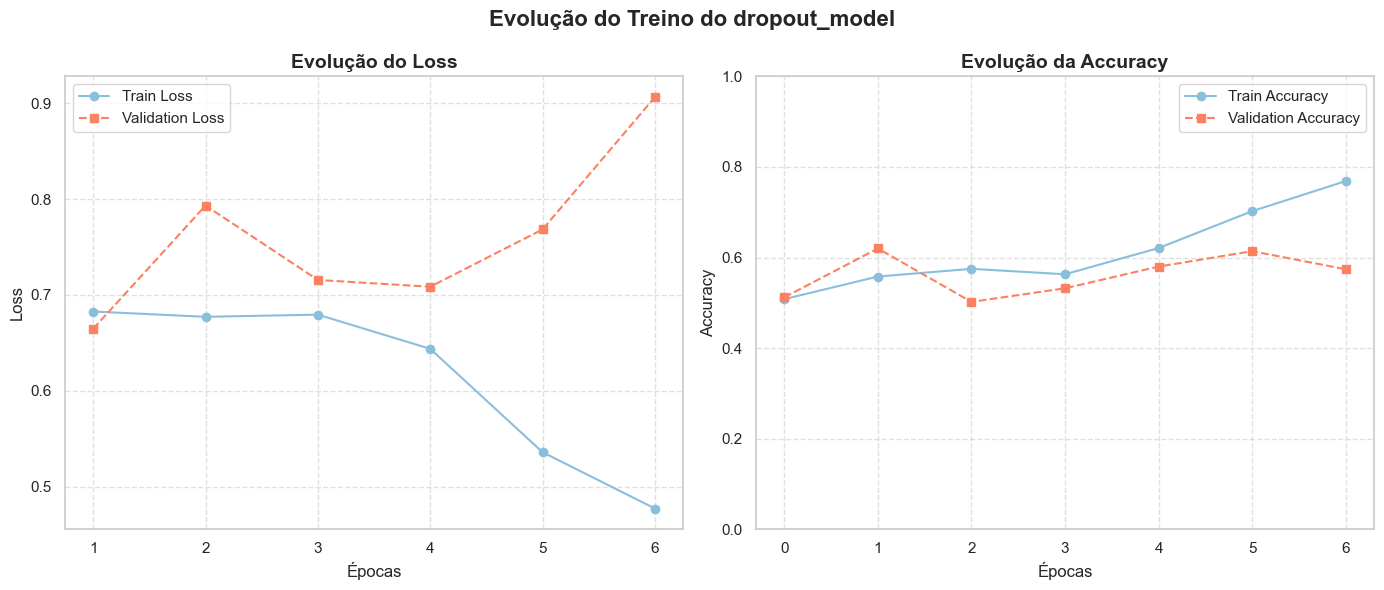 Evolução do Treino do dropout_model
Evolução do Loss
Train Loss
Validation Loss
0.9
0.8
0.7
0.6
0.5
Loss
1 2 3 4 5 6
Épocas
Evolução da Accuracy
Train Accuracy
Validation Accuracy
1.0
0.8
0.6
0.4
0.2
0.0
Accuracy
0 1 2 3 4 5 6
Épocas